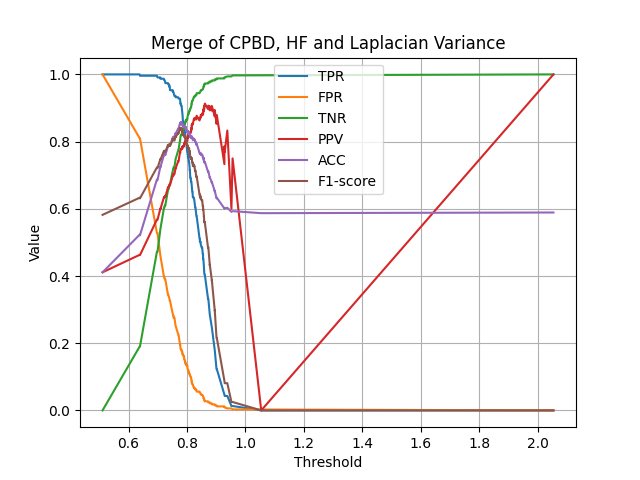 Merge of CPBD, HF and Laplacian Variance
1.0
0.8
0.6
0.4
0.2
0.0
Value
TPR
FPR
TNR
PPV
ACC
F1-score
0.6 0.8 1.0 1.2 1.4 1.6 1.8 2.0
Threshold